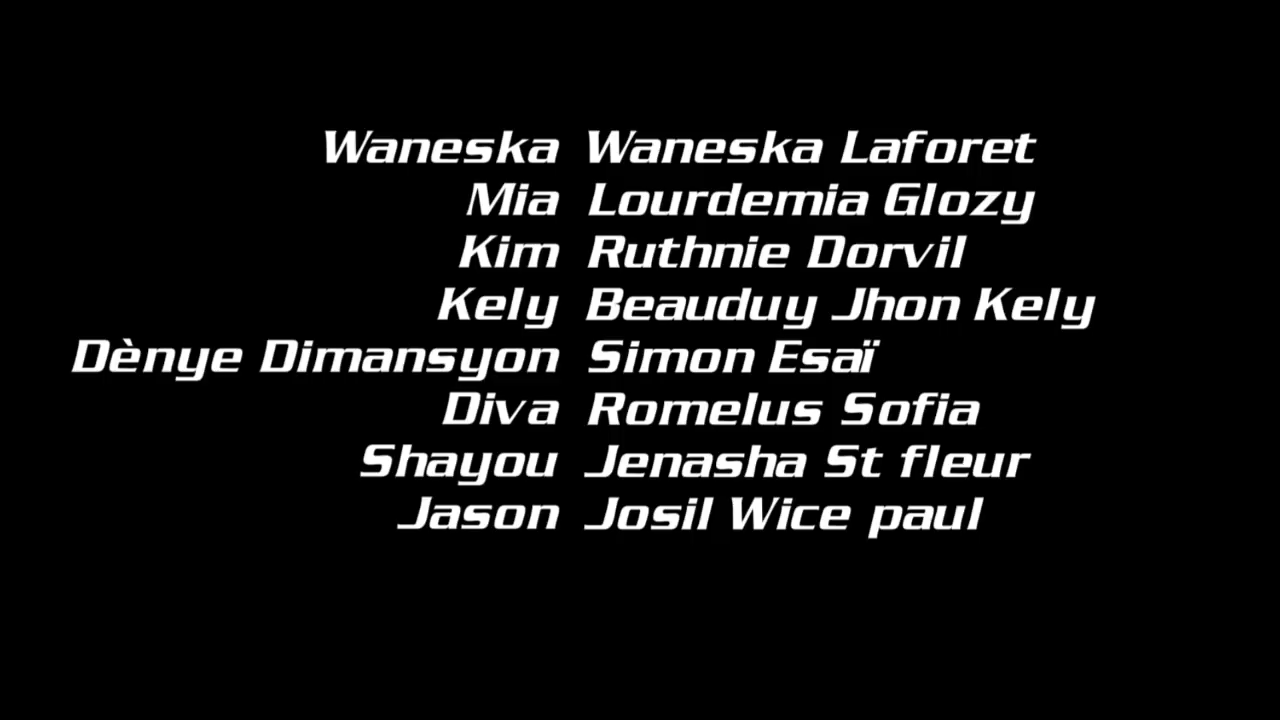 Waneska Waneska Laforet
Mia Lourdemia Glozy
Kim Ruthnie Dorvil
Kely Beauduy Jhon Kely
Dènye Dimansyon Simon Esaï
Diva Romelus Sofia
Shayou Jenasha St fleur
Jason Josil Wice paul